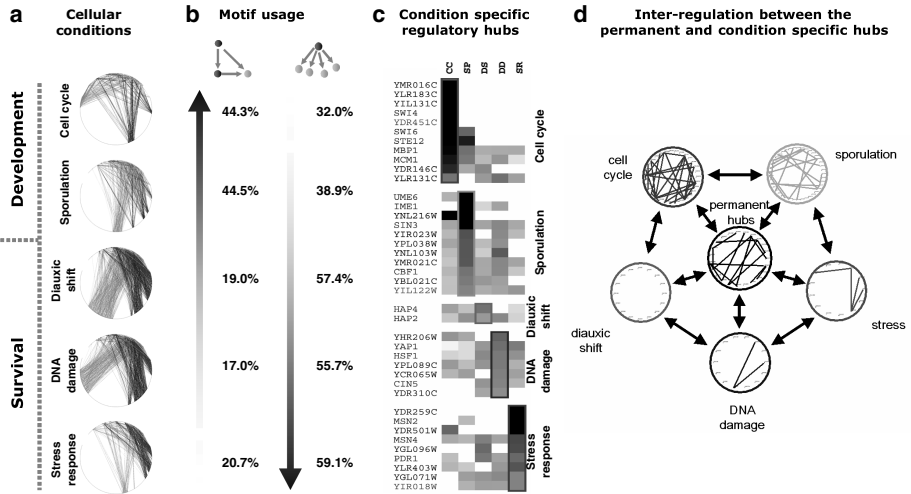 a
Cellular
conditions
b
Motif usage
c
Condition specific
regulatory hubs
d
Inter-regulation between the
permanent and condition specific hubs
Development
Survival
Cell cycle
Sporulation
Diauxic
shift
DNA
damage
Stress
response
44.3%
32.0%
44.5%
38.9%
19.0%
57.4%
17.0%
55.7%
20.7%
59.1%
CC
SP
DS
DD
SR
YMR016C
YLR183C
YIL131C
SWI4
YDR451C
SWI6
STE12
MBP1
MCM1
YDR146C
YLR131C
Cell cycle
UME6
IME1
YNL216W
SIN3
YIR023W
YPL038W
YNL103W
YMR021C
CBF1
YBL021C
YIL122W
Sporulation
HAP4
HAP2
Diauxic
shift
YHR206W
YAP1
HSF1
YPL089C
YCR065W
CIN5
YDR310C
DNA
damage
YDR259C
MSN2
YDR501W
MSN4
YGL096W
PDR1
YLR403W
YGL071W
YIR018W
Stress
response
cell
cycle
sporulation
permanent
hubs
diauxic
shift
stress
DNA
damage